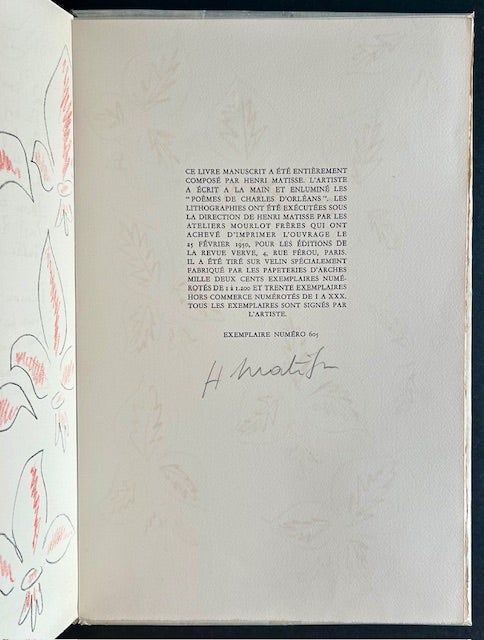 CE LIVRE MANUSCRIT A ÉTÉ ENTIÈREMENT
COMPOSÉ PAR HENRI MATISSE. L'ARTISTE
A ÉCRIT A LA MAIN ET ENLUMINÉ LES
"POÈMES DE CHARLES D'ORLÉANS". LES
LITHOGRAPHIES ONT ÉTÉ EXÉCUTÉES SOUS
LA DIRECTION DE HENRI MATISSE PAR LES
ATELIERS MOURLOT FRÈRES QUI ONT
ACHEVÉ D'IMPRIMER L'OUVRAGE LE
25 FÉVRIER 1950, POUR LES ÉDITIONS DE
LA REVUE VERVE, 4, RUE FÉROU, PARIS.
IL A ÉTÉ TIRÉ SUR VELIN SPÉCIALEMENT
FABRIQUÉ PAR LES PAPETERIES D'ARCHES
MILLE DEUX CENTS EXEMPLAIRES NUMÉ-
ROTÉS DE 1 à 1.200 ET TRENTE EXEMPLAIRES
HORS COMMERCE NUMÉROTÉS DE I A XXX.
TOUS LES EXEMPLAIRES SONT SIGNÉS PAR
L'ARTISTE.
EXEMPLAIRE NUMÉRO 605
H Matisse